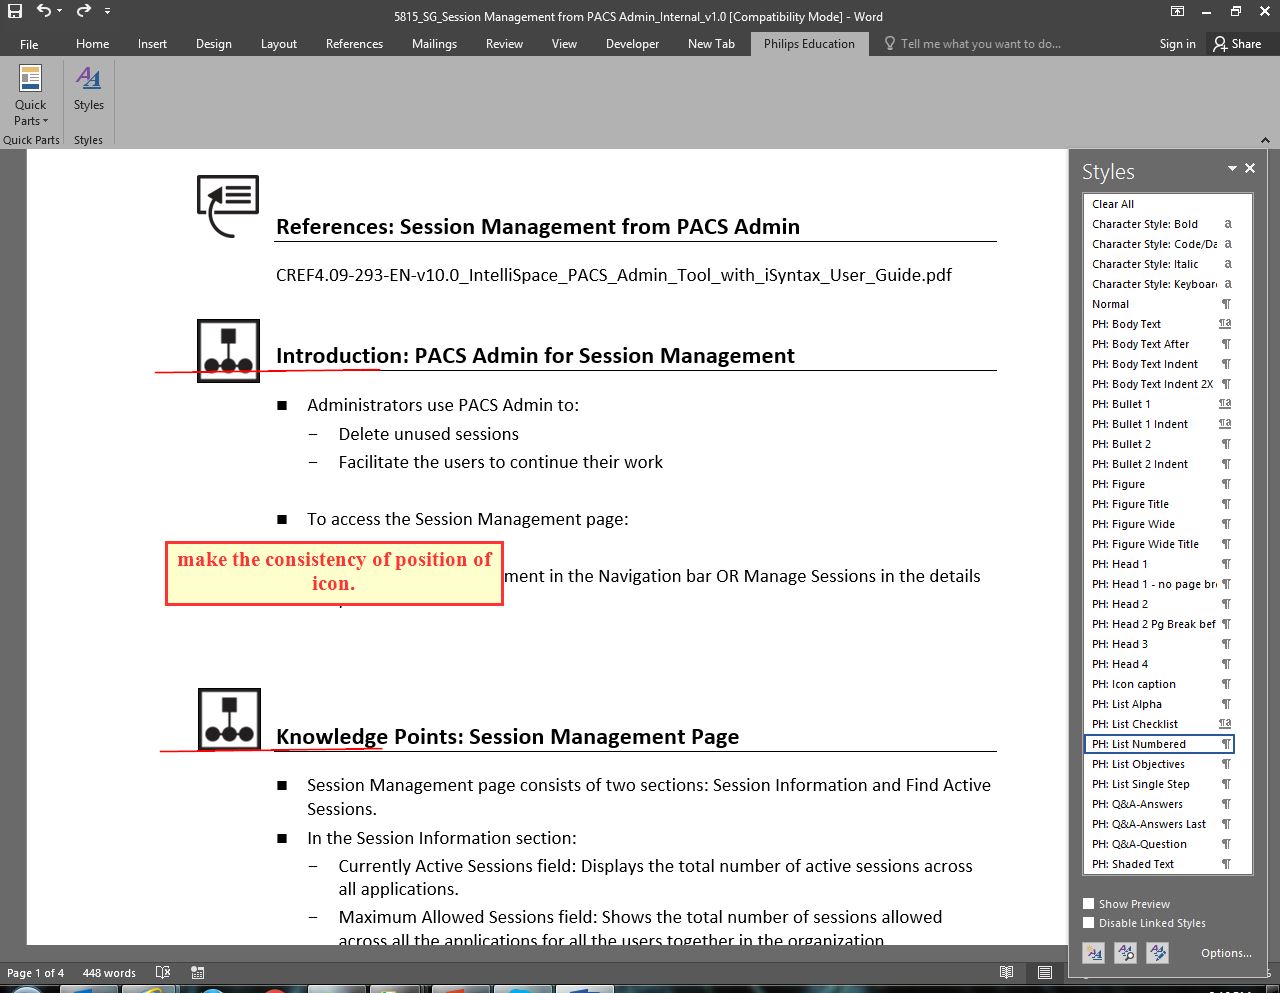 5815_SG_Session Management from PACS Admin_Internal_v1.0 [Compatibility Mode] - Word
File Home Insert Design Layout References Mailings Review View Developer New Tab Philips Education Tell me what you want to do... Sign in Share
Quick Parts
Styles
Quick Parts
Styles
References: Session Management from PACS Admin
CREF4.09-293-EN-v10.0_IntelliSpace_PACS_Admin_Tool_with_iSyntax_User_Guide.pdf
Introduction: PACS Admin for Session Management
■ Administrators use PACS Admin to:
– Delete unused sessions
– Facilitate the users to continue their work
■ To access the Session Management page:
make the consistency of position of
icon.
ment in the Navigation bar OR Manage Sessions in the details
Knowledge Points: Session Management Page
■ Session Management page consists of two sections: Session Information and Find Active
Sessions.
■ In the Session Information section:
– Currently Active Sessions field: Displays the total number of active sessions across
all applications.
– Maximum Allowed Sessions field: Shows the total number of sessions allowed
across all the applications for all the users together in the organization
Styles
Clear All
Character Style: Bold a
Character Style: Code/Da a
Character Style: Italic a
Character Style: Keyboar a
Normal ¶
PH: Body Text ¶a
PH: Body Text After ¶
PH: Body Text Indent ¶
PH: Body Text Indent 2X ¶
PH: Bullet 1 ¶a
PH: Bullet 1 Indent ¶a
PH: Bullet 2 ¶
PH: Bullet 2 Indent ¶
PH: Figure ¶
PH: Figure Title ¶
PH: Figure Wide ¶
PH: Figure Wide Title ¶
PH: Head 1 ¶
PH: Head 1 - no page br ¶
PH: Head 2 ¶
PH: Head 2 Pg Break bef ¶
PH: Head 3 ¶
PH: Head 4 ¶
PH: Icon caption ¶
PH: List Alpha ¶
PH: List Checklist ¶a
PH: List Numbered ¶
PH: List Objectives ¶
PH: List Single Step ¶
PH: Q&A-Answers ¶
PH: Q&A-Answers Last ¶
PH: Q&A-Question ¶
PH: Shaded Text ¶
Show Preview
Disable Linked Styles
Options...
Page 1 of 4 448 words